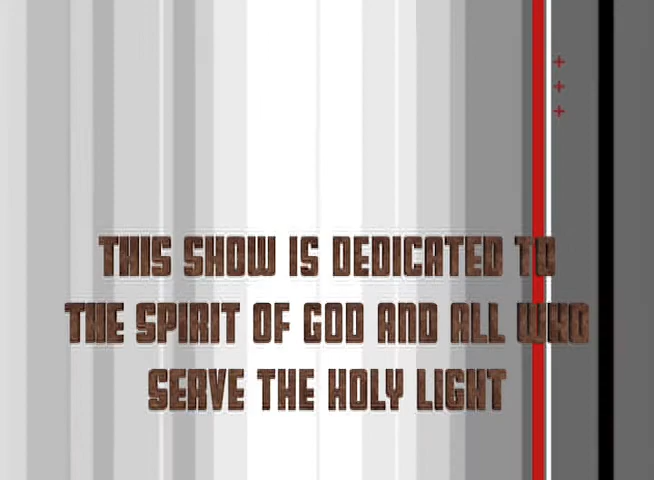 THIS SHOW IS DEDICATED TO
THE SPIRIT OF GOD AND ALL WHO
SERVE THE HOLY LIGHT